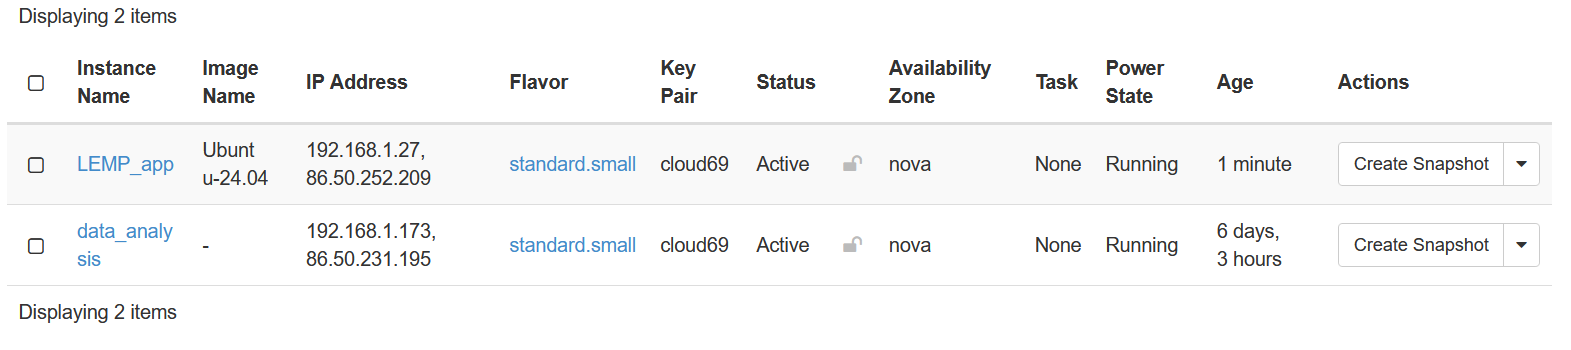 Displaying 2 items
Instance Name Image Name IP Address Flavor Key Pair Status Availability Zone Task Power State Age Actions
LEMP_app Ubuntu-24.04 192.168.1.27, 86.50.252.209 standard.small cloud69 Active nova None Running 1 minute Create Snapshot
data_analysis - 192.168.1.173, 86.50.231.195 standard.small cloud69 Active nova None Running 6 days, 3 hours Create Snapshot
Displaying 2 items